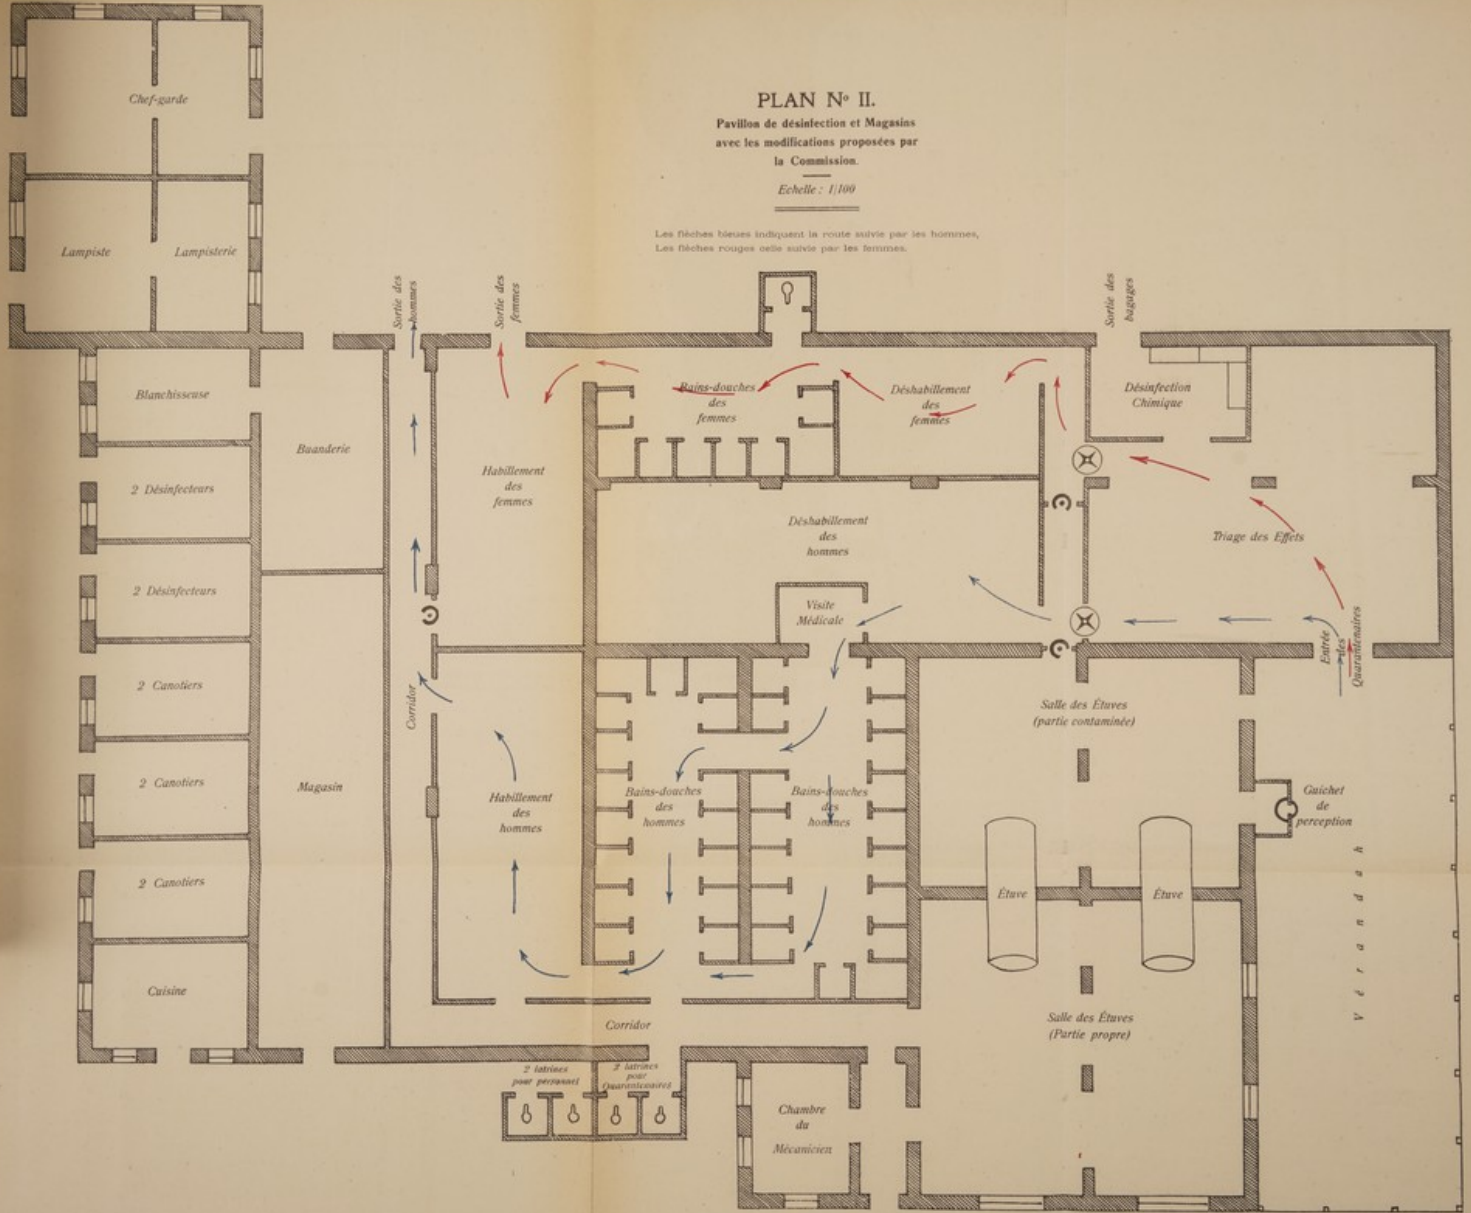 PLAN Nº II.
Pavillon de désinfection et Magasins
avec les modifications proposées par
la Commission.
Echelle : 1/100
Les flèches bleues indiquent la route suivie par les hommes,
Les flèches rouges celle suivie par les femmes.
Chef-garde
Lampiste
Lampisterie
Sortie des
hommes
Sortie des
femmes
Sortie des
bagages
Blanchisseuse
Buanderie
2 Désinfecteurs
2 Désinfecteurs
2 Canotiers
2 Canotiers
2 Canotiers
Cuisine
Magasin
Corridor
Habillement
des
femmes
Bains-douches
des
femmes
Déshabillement
des
femmes
Désinfection
Chimique
Déshabillement
des
hommes
Visite
Médicale
Triage des Effets
Entrée
des
Quarantenaires
Habillement
des
hommes
Bains-douches
des
hommes
Bains-douches
des
hommes
Salle des Étuves
(partie contaminée)
Guichet
de
perception
Étuve
Étuve
Vérandah
Salle des Étuves
(Partie propre)
Corridor
2 latrines
pour personnel
2 latrines
pour
Quarantenaires
Chambre
du
Mécanicien